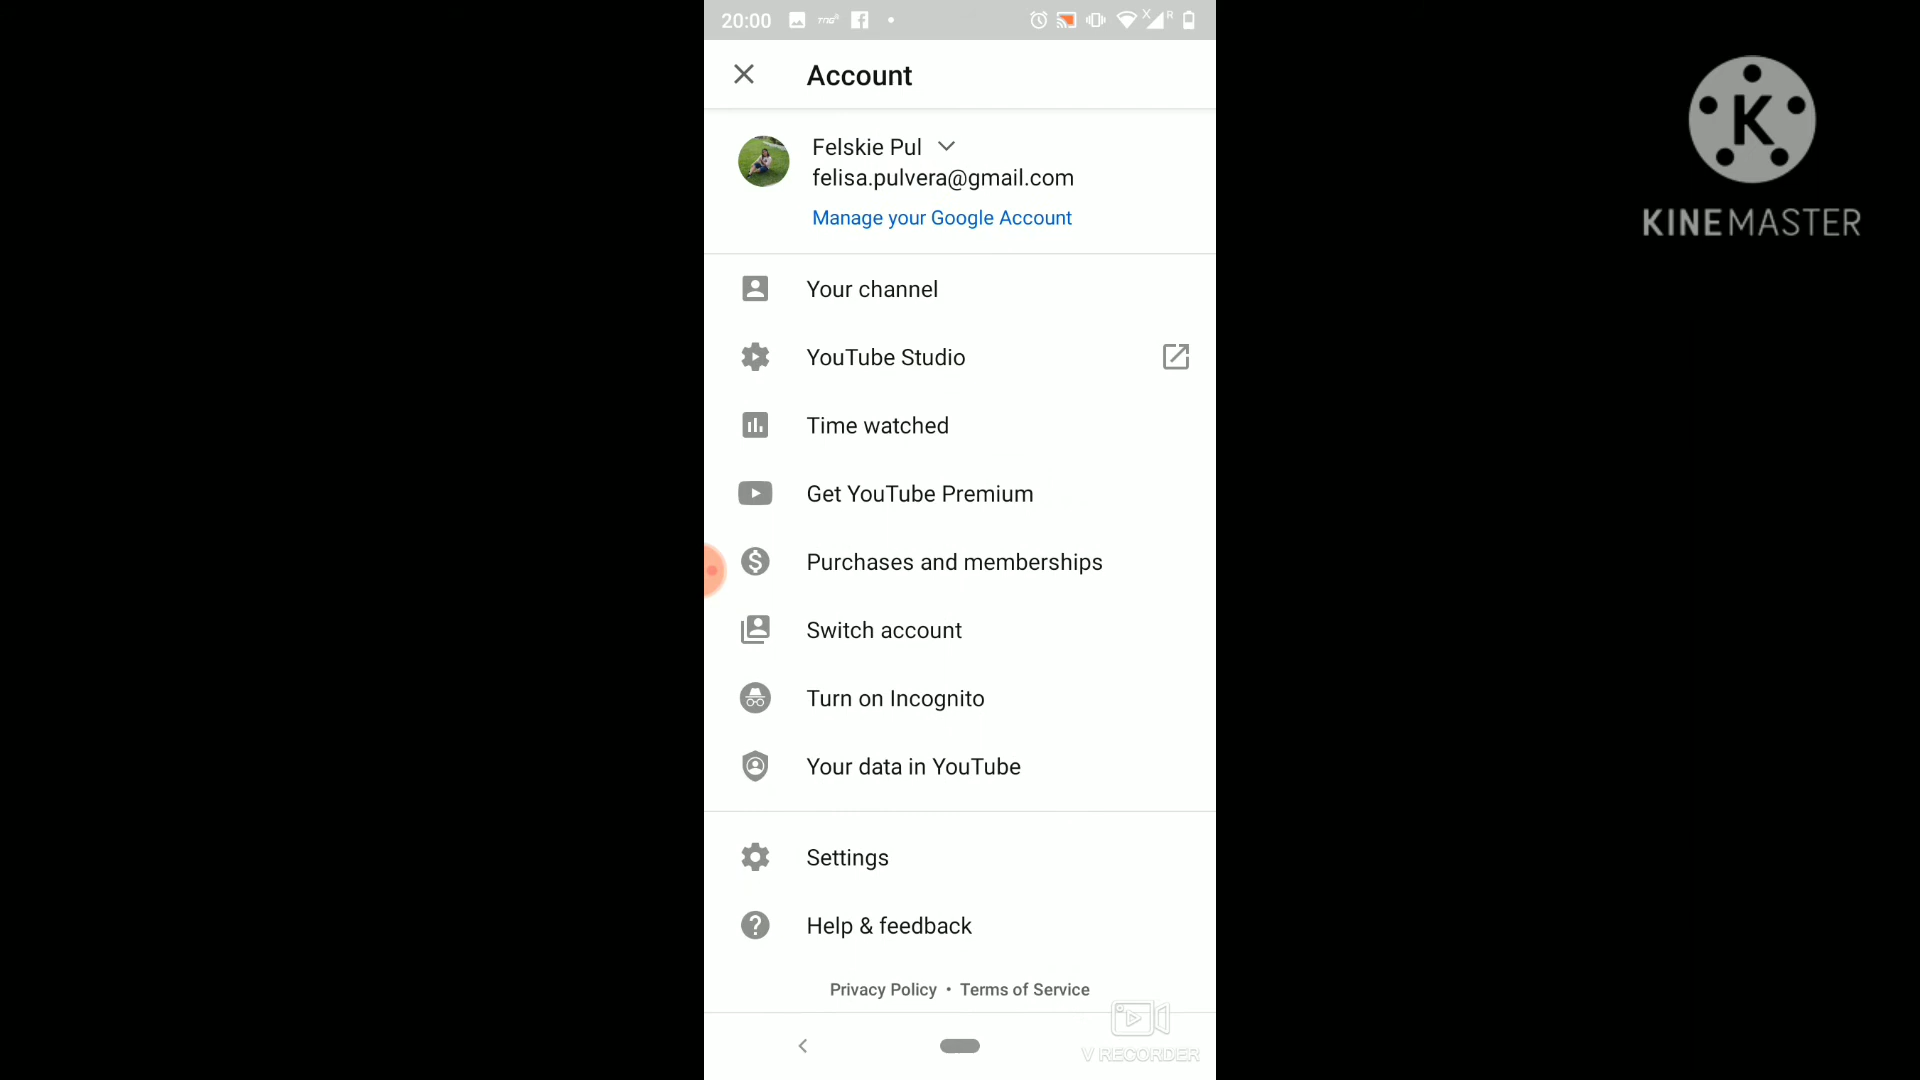 20:00
Account
Felskie Pul
felisa.pulvera@gmail.com
Manage your Google Account
Your channel
YouTube Studio
Time watched
Get YouTube Premium
Purchases and memberships
Switch account
Turn on Incognito
Your data in YouTube
Settings
Help & feedback
Privacy Policy • Terms of Service
V RECORDER
K
KINEMASTER